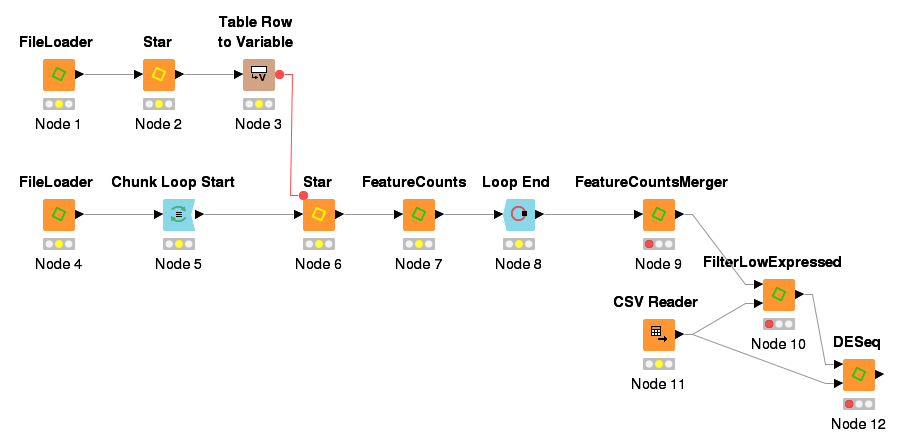 Table Row
FileLoader Star to Variable
V
Node 1 Node 2 Node 3
FileLoader Chunk Loop Start Star FeatureCounts Loop End FeatureCountsMerger
Node 4 Node 5 Node 6 Node 7 Node 8 Node 9
FilterLowExpressed
CSV Reader
Node 10
DESeq
Node 11
Node 12